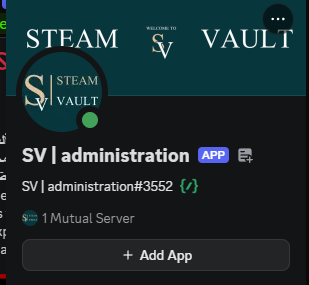 STEAM
WELCOME TO
SV
VAULT
SV
STEAM
VAULT
SV | administration APP
SV | administration#3552 {/}
1 Mutual Server
+ Add App